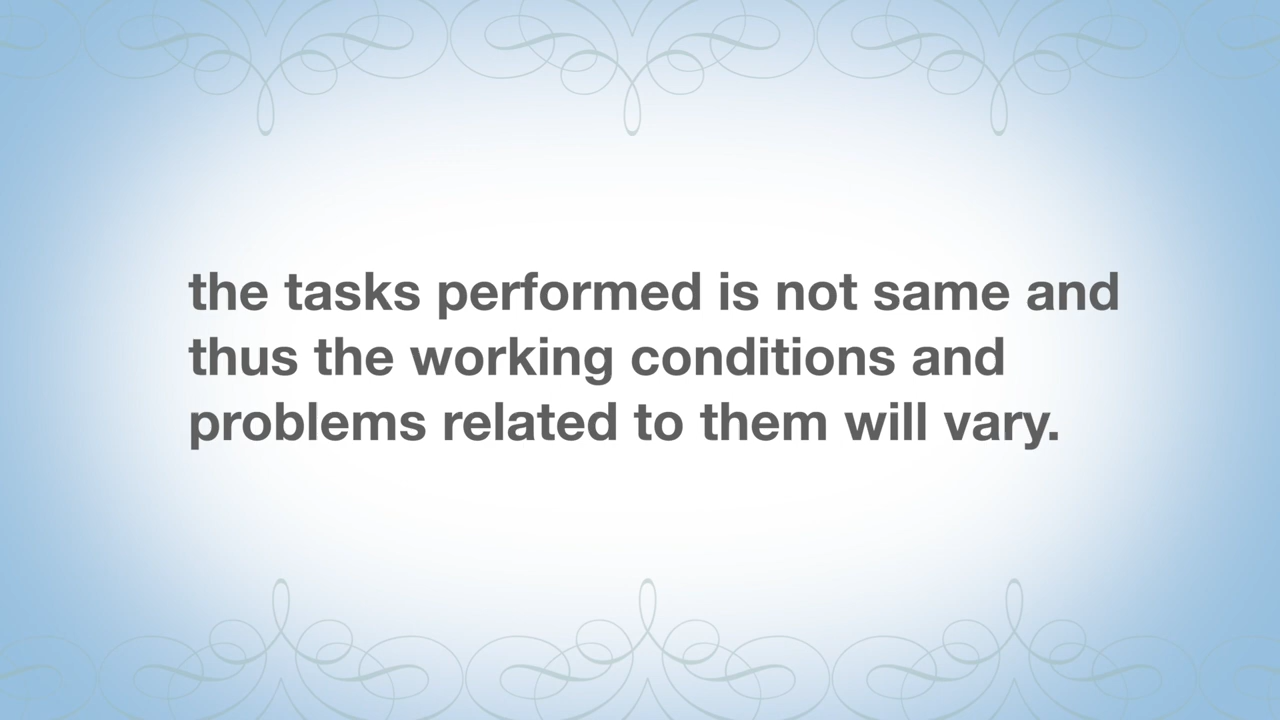 the tasks performed is not same and
thus the working conditions and
problems related to them will vary.